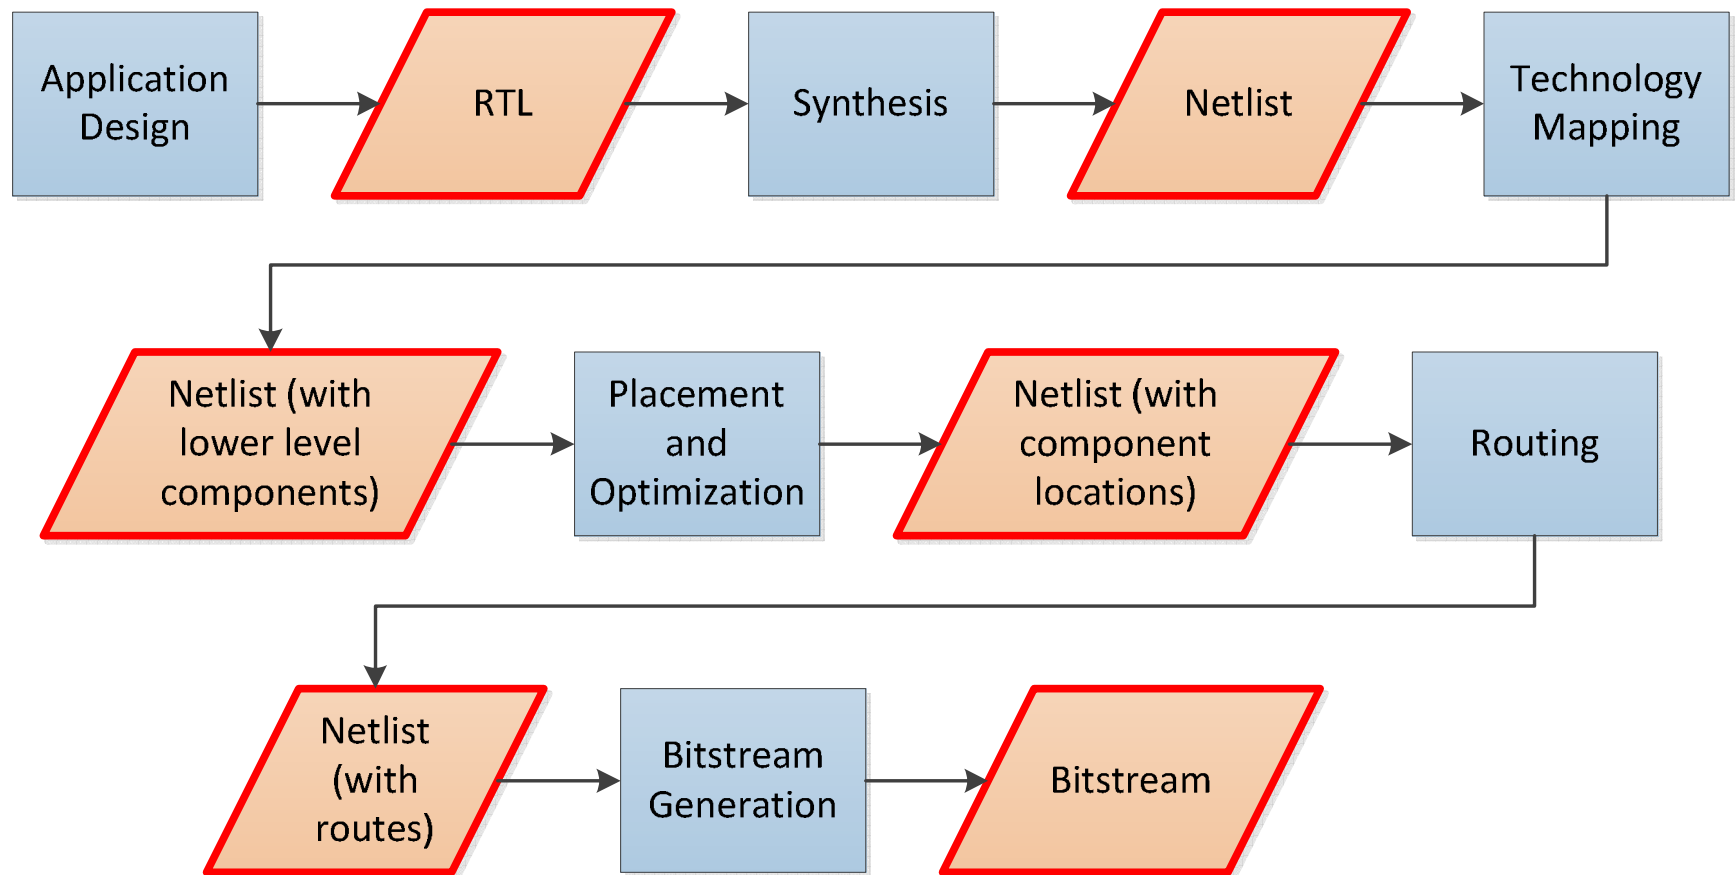 Application
Design
RTL
Synthesis
Netlist
Technology
Mapping
Netlist (with
lower level
components)
Placement
and
Optimization
Netlist (with
component
locations)
Routing
Netlist
(with
routes)
Bitstream
Generation
Bitstream